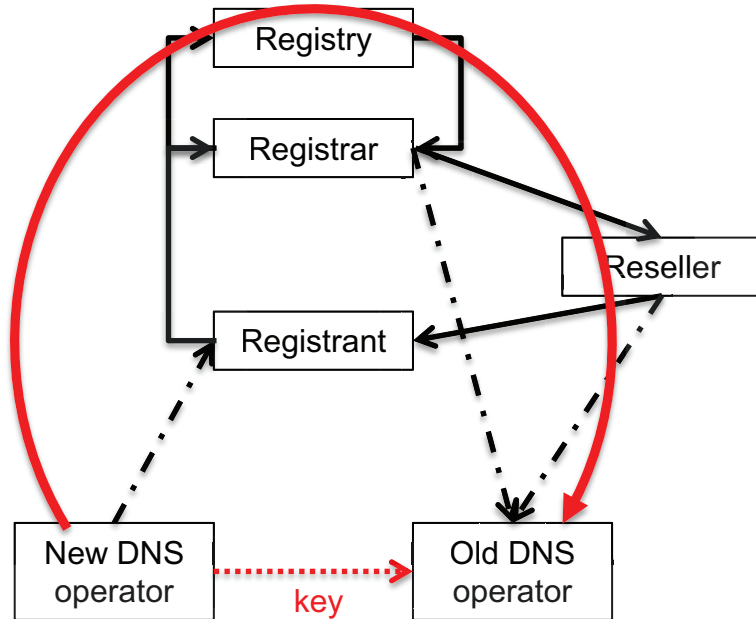 Registry
Registrar
Reseller
Registrant
New DNS
operator
Old DNS
operator
key